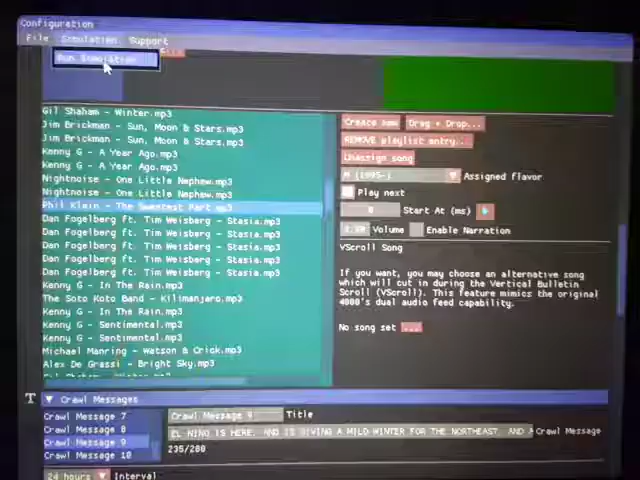 Configuration
File Simulation Support
Run Simulation
Gil Shaham - Winter.mp3
Jim Brickman - Sun, Moon & Stars.mp3
Jim Brickman - Sun, Moon & Stars.mp3
Kenny G - A Year Ago.mp3
Kenny G - A Year Ago.mp3
Nightnoise - One Little Nephew.mp3
Nightnoise - One Little Nephew.mp3
Phil Klein - The Sweetest Part.mp3
Dan Fogelberg ft. Tim Weisberg - Stasia.mp3
Dan Fogelberg ft. Tim Weisberg - Stasia.mp3
Dan Fogelberg ft. Tim Weisberg - Stasia.mp3
Dan Fogelberg ft. Tim Weisberg - Stasia.mp3
Dan Fogelberg ft. Tim Weisberg - Stasia.mp3
Kenny G - In The Rain.mp3
The Soto Koto Band - Kilimanjaro.mp3
Kenny G - In The Rain.mp3
Kenny G - Sentimental.mp3
Kenny G - Sentimental.mp3
Michael Manring - Watson & Crick.mp3
Alex De Grassi - Bright Sky.mp3
Create new Drag + Drop...
REMOVE playlist entry...
Unassign song
M (1995-) Assigned flavor
Play next
0 Start At (ms)
Volume Enable Narration
VScroll Song
If you want, you may choose an alternative song
which will cut in during the Vertical Bulletin
Scroll (VScroll). This feature mimics the original
4000's dual audio feed capability.
No song set ...
T
Crawl Messages
Crawl Message 7
Crawl Message 8
Crawl Message 9
Crawl Message 10
Crawl Message 9 Title
EL NINO IS HERE, AND IS GIVING A MILD WINTER FOR THE NORTHEAST, AND A Crawl Message
235/280
24 hours Interval